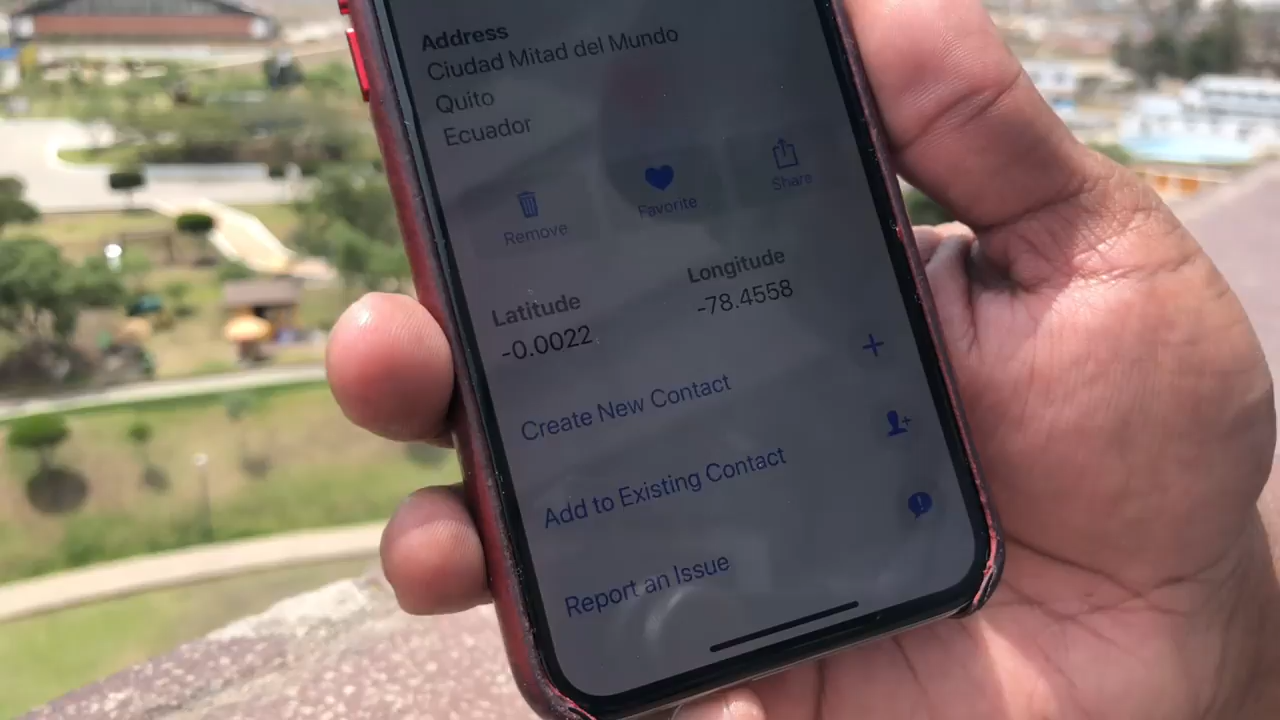 Address
Ciudad Mitad del Mundo
Quito
Ecuador
Remove
Favorite
Share
Latitude
-0.0022
Longitude
-78.4558
Create New Contact
Add to Existing Contact
Report an Issue